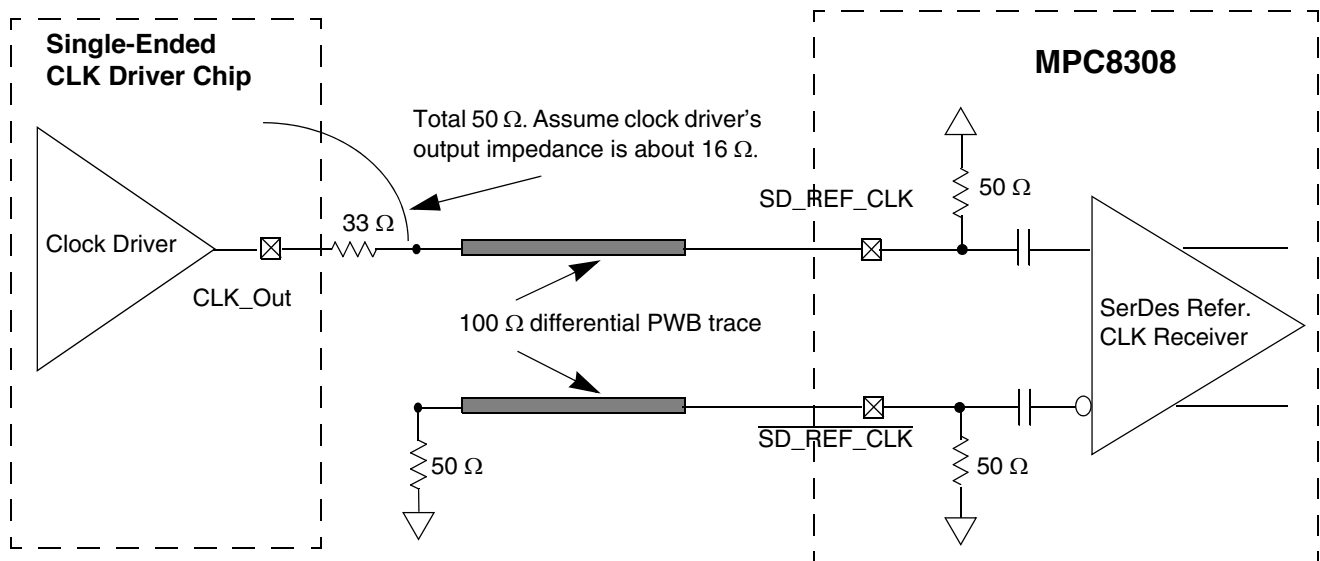 Single-Ended
CLK Driver Chip
MPC8308
Total 50 Ω. Assume clock driver's
output impedance is about 16 Ω.
SD_REF_CLK
50 Ω
33 Ω
Clock Driver
CLK_Out
100 Ω differential PWB trace
SerDes Refer.
CLK Receiver
SD_REF_CLK
50 Ω
50 Ω